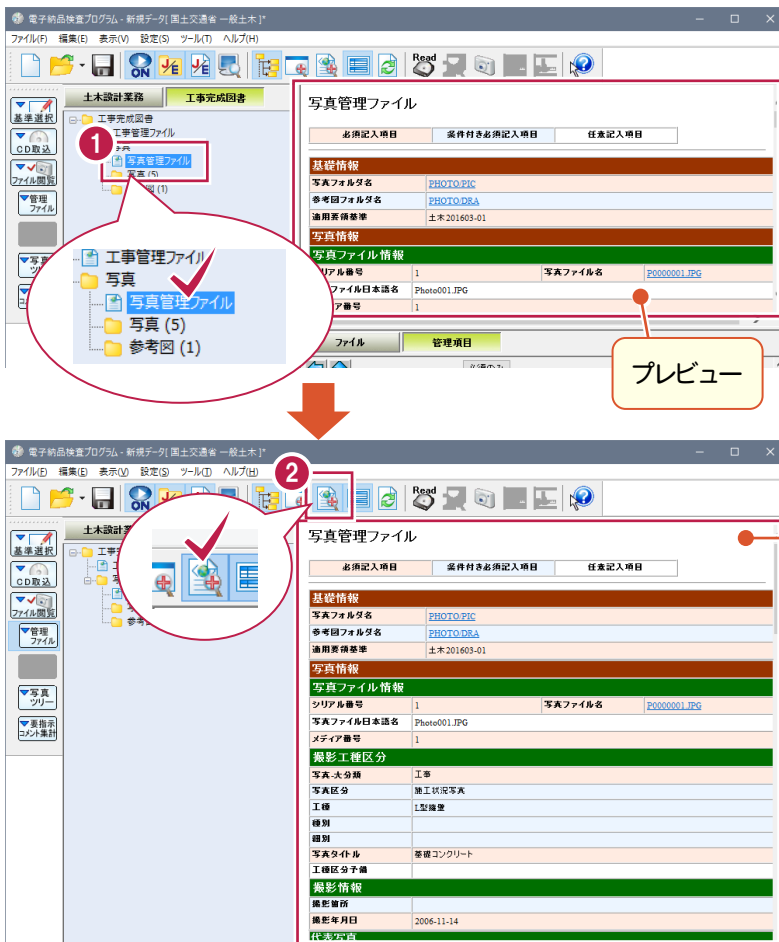 電子納品検査プログラム - 新規データ[ 国土交通省 一般土木 ]*
ファイル(F) 編集(E) 表示(V) 設定(S) ツール(T) ヘルプ(H)
ON
Read
基準選択
CD取込
ファイル閲覧
管理
ファイル
土木設計業務
工事完成図書
工事完成図書
工事管理ファイル
写真管理ファイル
写真 (5)
(1)
1
工事管理ファイル
写真
写真管理ファイル
写真 (5)
参考図 (1)
写真管理ファイル
必須記入項目 条件付き必須記入項目 任意記入項目
基礎情報
写真フォルダ名 PHOTO/PIC
参考図フォルダ名 PHOTO/DRA
適用要領基準 土木201603-01
写真情報
写真ファイル情報
リアル番号 1 写真ファイル名 P0000001.JPG
ファイル日本語名 Photo001.JPG
ア番号 1
ファイル
管理項目
プレビュー
電子納品検査プログラム - 新規データ[ 国土交通省 一般土木 ]*
ファイル(F) 編集(E) 表示(V) 設定(S) ツール(T) ヘルプ(H)
2
ON
Read
基準選択
CD取込
ファイル閲覧
管理
ファイル
写真
ツリー
要指示
コメント集計
土木設計
写真管理ファイル
必須記入項目 条件付き必須記入項目 任意記入項目
基礎情報
写真フォルダ名 PHOTO/PIC
参考図フォルダ名 PHOTO/DRA
適用要領基準 土木201603-01
写真情報
写真ファイル情報
シリアル番号 1 写真ファイル名 P0000001.JPG
写真ファイル日本語名 Photo001.JPG
メディア番号 1
撮影工種区分
写真-大分類 工事
写真区分 施工状況写真
工種 L型擁壁
種別
細別
写真タイトル 基礎コンクリート
工種区分予備
撮影情報
撮影箇所
撮影年月日 2006-11-14
代表写真